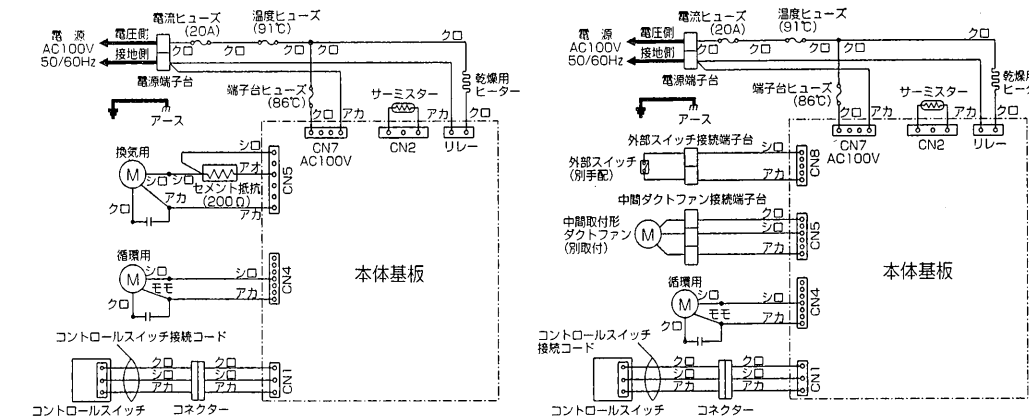 電流ヒューズ
(20A)
温度ヒューズ
(91℃)
電 源
AC100V
50/60Hz
電圧側
接地側
クロ
クロ
クロ
クロ
クロ
電源端子台
端子台ヒューズ
(86℃)
クロ
アカ
サーミスター
アカ
クロ
乾燥用
ヒーター
アース
CN7
AC100V
CN2
リレー
換気用
M
シロ
シロ
シロ
アオ
セメント抵抗
(200Ω)
アカ
アカ
クロ
CN5
循環用
M
シロ
シロ
モモ
アカ
クロ
CN4
本体基板
コントロールスイッチ接続コード
クロ
シロ
アカ
クロ
シロ
アカ
CN1
コントロールスイッチ
コネクター
電流ヒューズ
(20A)
温度ヒューズ
(91℃)
電 源
AC100V
50/60Hz
電圧側
接地側
クロ
クロ
クロ
クロ
クロ
電源端子台
端子台ヒューズ
(86℃)
クロ
アカ
サーミスター
アカ
クロ
乾燥用
ヒー
アース
CN7
AC100V
CN2
リレー
外部スイッチ接続端子台
外部スイッチ
(別手配)
シロ
アカ
CN8
中間ダクトファン接続端子台
中間取付形
ダクトファン
(別取付)
M
クロ
シロ
アカ
CN5
循環用
M
シロ
シロ
モモ
アカ
クロ
CN4
本体基板
コントロールスイッチ
接続コード
クロ
シロ
アカ
クロ
シロ
アカ
CN1
コントロールスイッチ
コネクター